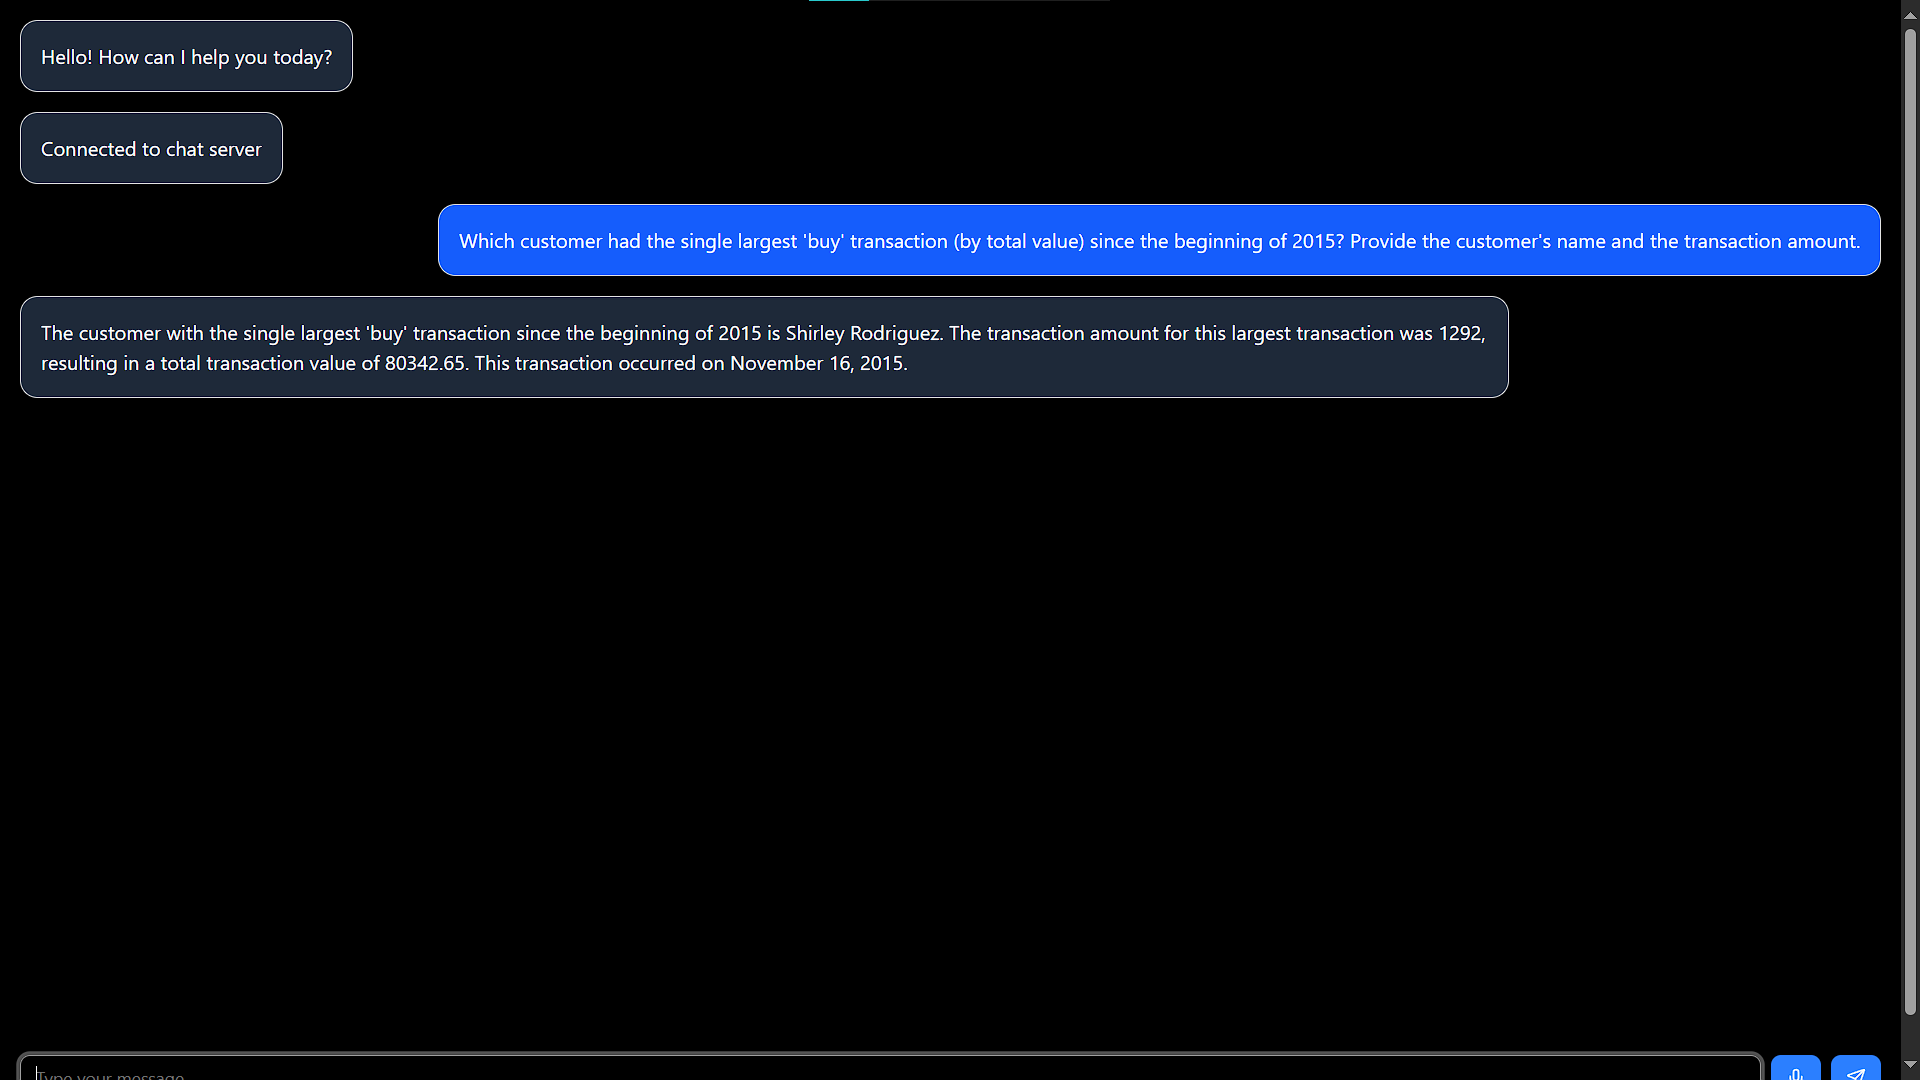 Hello! How can I help you today?
Connected to chat server
Which customer had the single largest 'buy' transaction (by total value) since the beginning of 2015? Provide the customer's name and the transaction amount.
The customer with the single largest 'buy' transaction since the beginning of 2015 is Shirley Rodriguez. The transaction amount for this largest transaction was 1292,
resulting in a total transaction value of 80342.65. This transaction occurred on November 16, 2015.
Type your message